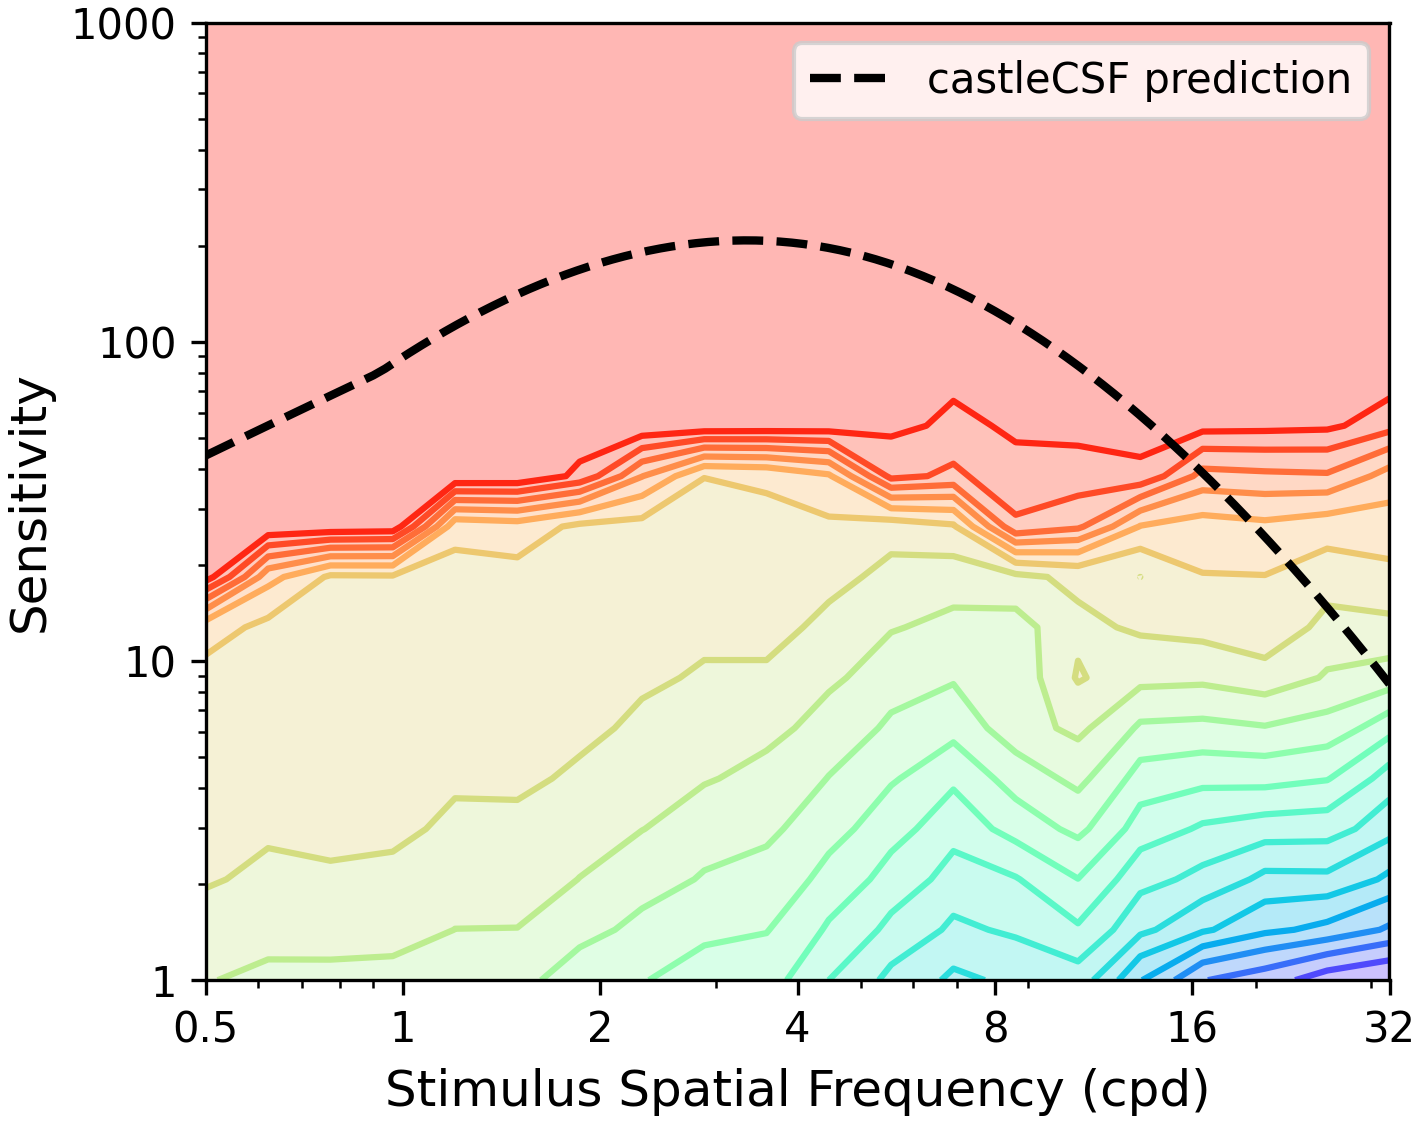 1000
100
10
1
Sensitivity
castleCSF prediction
0.5 1 2 4 8 16 32
Stimulus Spatial Frequency (cpd)